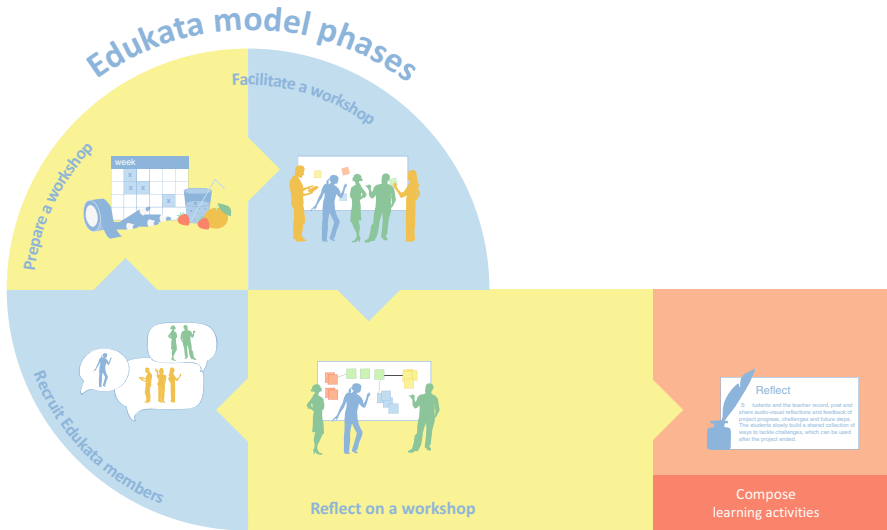 Edukata model phases
Facilitate a workshop
Prepare a workshop
week
x
x x
x x
Recruit Edukata members
Reflect on a workshop
Reflect
S tudents and the teacher record, post and
share audio-visual reflections and feedback of
project progress, challenges and future steps.
The students slowly build a shared collection of
ways to tackle challenges, which can be used
after the project ended.
Compose
learning activities